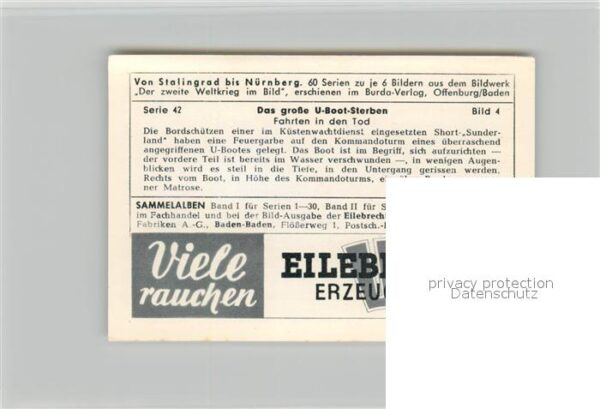 Von Stalingrad bis Nürnberg. 60 Serien zu je 6 Bildern aus dem Bildwerk
„Der zweite Weltkrieg im Bild", erschienen im Burda-Verlag, Offenburg/Baden
Serie 42 Das große U-Boot-Sterben Bild 4
Fahrten in den Tod
Die Bordschützen einer im Küstenwachtdienst eingesetzten Short-„Sunder-
land" haben eine Feuergarbe auf den Kommandoturm eines überraschend
angegriffenen U-Bootes gelegt. Das Boot ist im Begriff, sich aufzurichten —
der vordere Teil ist bereits im Wasser verschwunden —, in wenigen Augen-
blicken wird es steil in die Tiefe, in den Untergang gerissen werden.
Rechts vom Boot, in Höhe des Kommandoturms,
ner Matrose.
SAMMELALBEN Band I für Serien 1—30, Band II für S
im Fachhandel und bei der Bild-Ausgabe der Eilebrecht
Fabriken A.-G., Baden-Baden, Flößerweg 1, Postsch.-
Viele
rauchen
EILEB
ERZEU
privacy protection
Datenschutz